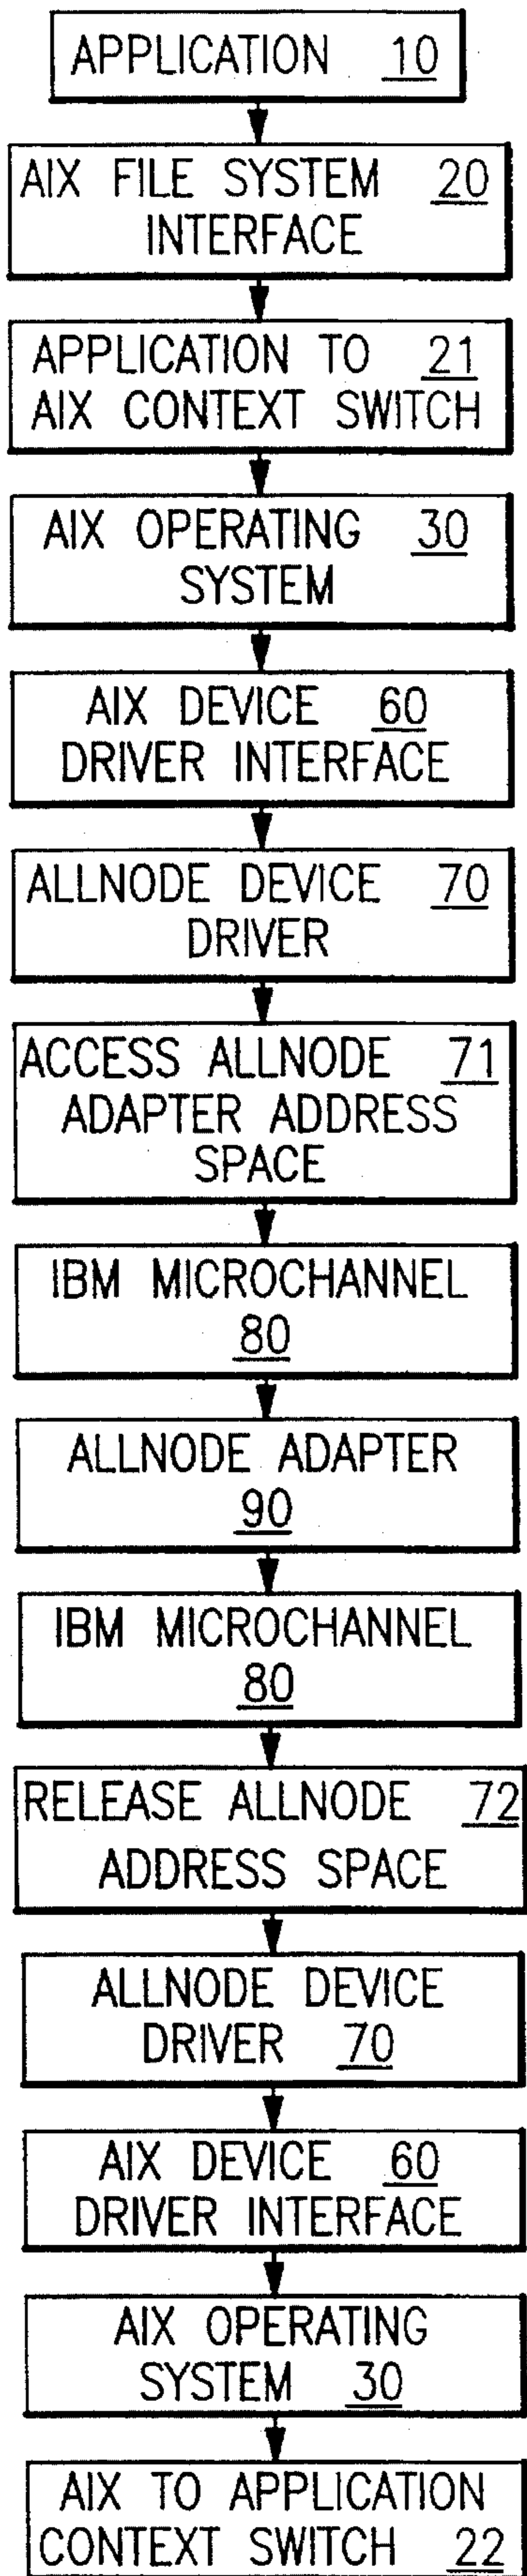 APPLICATION 10
AIX FILE SYSTEM 20
INTERFACE
APPLICATION TO 21
AIX CONTEXT SWITCH
AIX OPERATING 30
SYSTEM
AIX DEVICE 60
DRIVER INTERFACE
ALLNODE DEVICE 70
DRIVER
ACCESS ALLNODE 71
ADAPTER ADDRESS
SPACE
IBM MICROCHANNEL
80
ALLNODE ADAPTER
90
IBM MICROCHANNEL
80
RELEASE ALLNODE 72
ADDRESS SPACE
ALLNODE DEVICE
DRIVER 70
AIX DEVICE 60
DRIVER INTERFACE
AIX OPERATING
SYSTEM 30
AIX TO APPLICATION
CONTEXT SWITCH 22